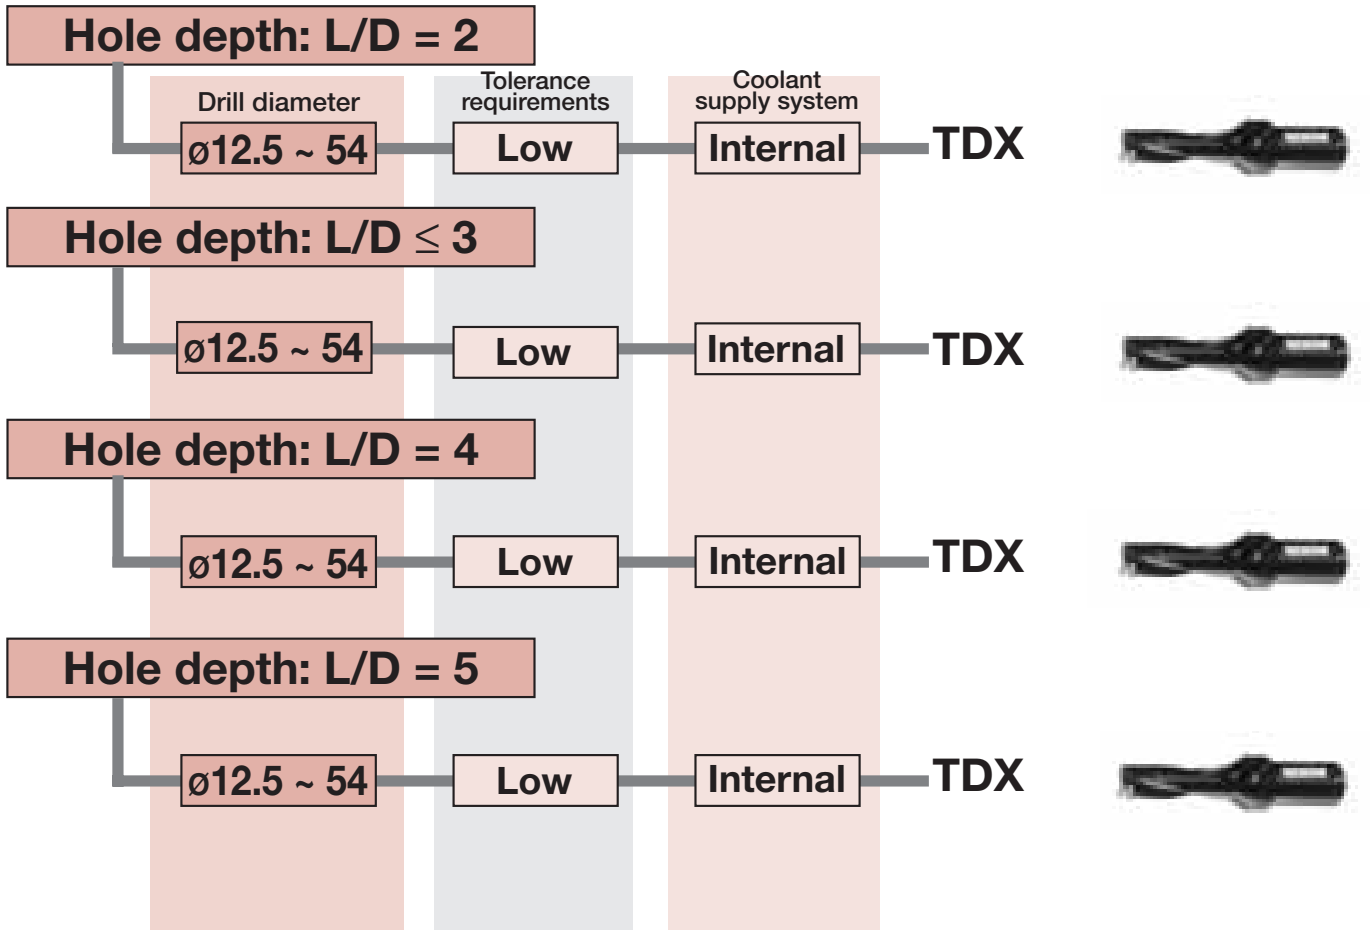 Hole depth: L/D = 2
Drill diameter
Tolerance
requirements
Coolant
supply system
ø12.5 ~ 54
Low
Internal
TDX
Hole depth: L/D ≤ 3
ø12.5 ~ 54
Low
Internal
TDX
Hole depth: L/D = 4
ø12.5 ~ 54
Low
Internal
TDX
Hole depth: L/D = 5
ø12.5 ~ 54
Low
Internal
TDX